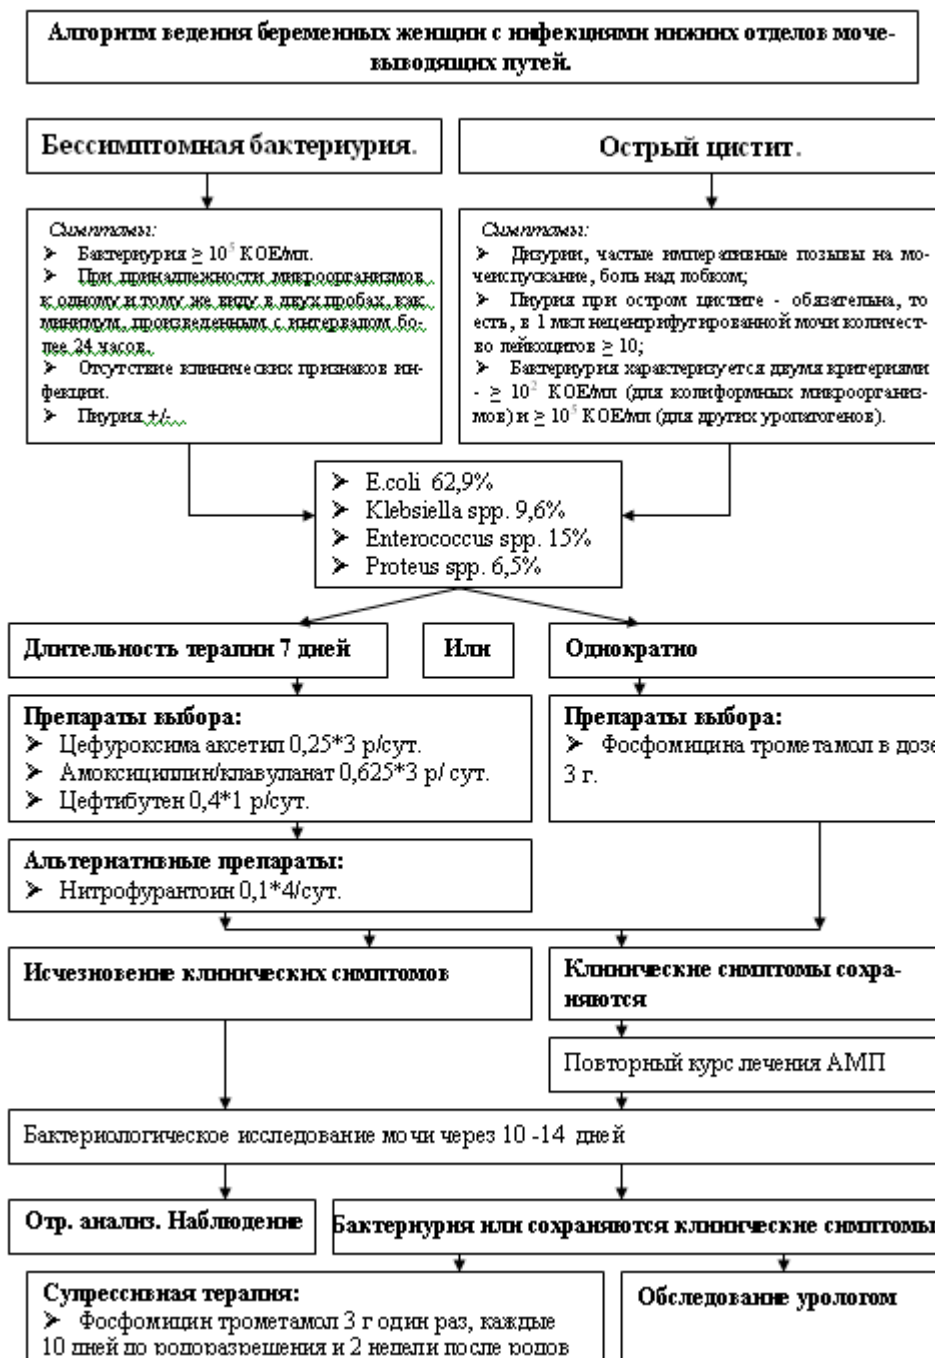 Алгоритм ведения беременных женщин с инфекциями нижних отделов моче-
выводящих путей.
Бессимптомная бактериурия.
Острый цистит.
Симптомы:
➤ Бактериурия ≥ 10⁵ КОЕ/мл.
➤ При принадлежности микроорганизмов
к одному и тому же виду в двух пробах, как
минимум, произведенным с интервалом бо-
лее 24 часов.
➤ Отсутствие клинических признаков ин-
фекции.
➤ Пиурия +/-
Симптомы:
➤ Дизурии, частые императивные позывы на мо-
чеиспускание, боль над лобком;
➤ Пиурия при остром цистите - обязательна, то
есть, в 1 мкл нецентрифугированной мочи количест-
во лейкоцитов ≥ 10;
➤ Бактериурия характеризуется двумя критериями
- ≥ 10² КОЕ/мл (для колиформных микроорганиз-
мов) и ≥ 10⁵ КОЕ/мл (для других уропатогенов).
➤ E.coli 62,9%
➤ Klebsiella spp. 9,6%
➤ Enterococcus spp. 15%
➤ Proteus spp. 6,5%
Длительность терапии 7 дней
Или
Однократно
Препараты выбора:
➤ Цефуроксима аксетил 0,25*3 р/сут.
➤ Амоксициллин/клавуланат 0,625*3 р/ сут.
➤ Цефтибутен 0,4*1 р/сут.
Препараты выбора:
➤ Фосфомицина трометамол в дозе
3 г.
Альтернативные препараты:
➤ Нитрофурантоин 0,1*4/сут.
Исчезновение клинических симптомов
Клинические симптомы сохра-
няются
Повторный курс лечения АМП
Бактериологическое исследование мочи через 10 -14 дней
Отр. анализ. Наблюдение
Бактериурия или сохраняются клинические симптомы
Супрессивная терапия:
➤ Фосфомицин трометамол 3 г один раз, каждые
10 дней до родоразрешения и 2 недели после родов
Обследование урологом